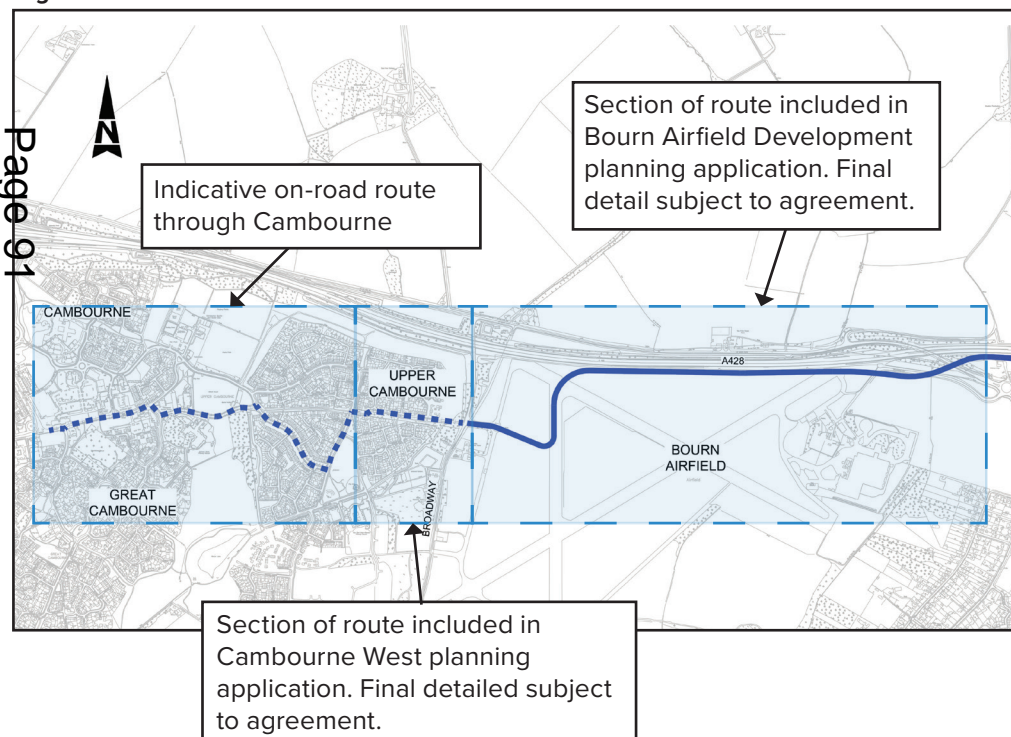 Page 91
N
Indicative on-road route
through Cambourne
Section of route included in
Bourn Airfield Development
planning application. Final
detail subject to agreement.
CAMBOURNE
A428
UPPER
CAMBOURNE
BOURN
AIRFIELD
GREAT
CAMBOURNE
BROADWAY
Section of route included in
Cambourne West planning
application. Final detailed subject
to agreement.